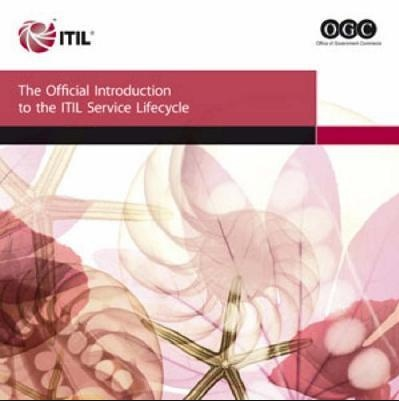 ITIL®
OGC
Office of Government Commerce
The Official Introduction
to the ITIL Service Lifecycle